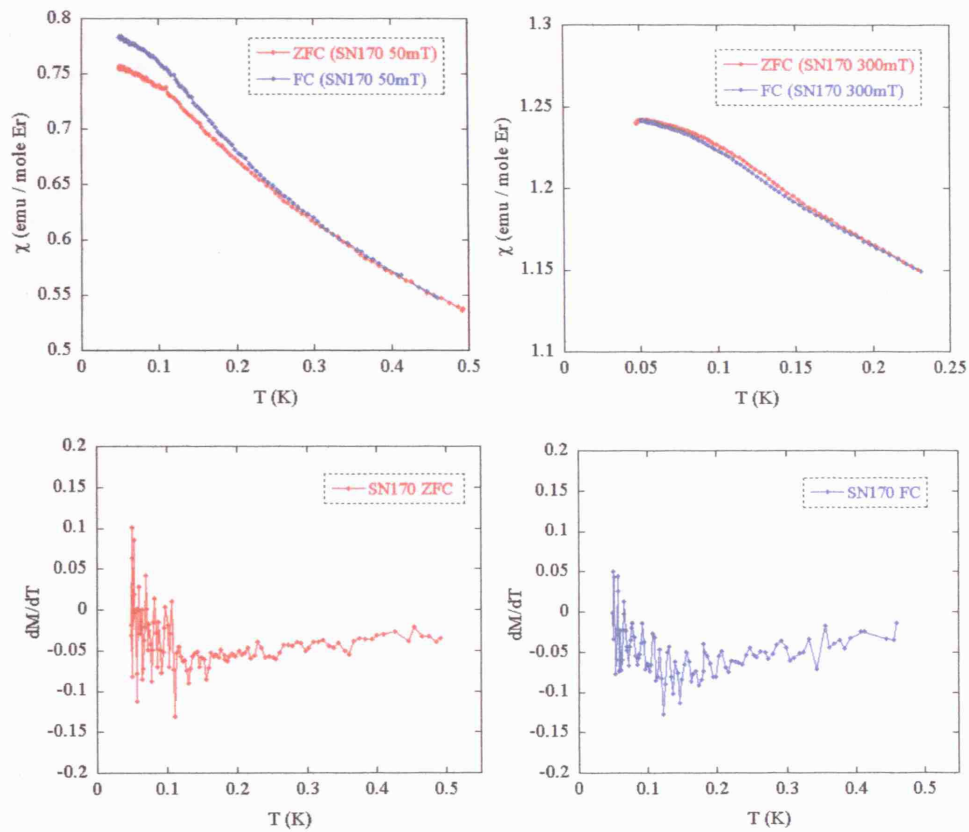 0.8
0.75
0.7
0.65
0.6
0.55
0.5
χ (emu / mole Er)
ZFC (SN170 50mT)
FC (SN170 50mT)
0 0.1 0.2 0.3 0.4 0.5
T (K)
1.3
1.25
1.2
1.15
1.1
χ (emu / mole Er)
ZFC (SN170 300mT)
FC (SN170 300mT)
0 0.05 0.1 0.15 0.2 0.25
T (K)
0.2
0.15
0.1
0.05
0
-0.05
-0.1
-0.15
-0.2
dM/dT
SN170 ZFC
0 0.1 0.2 0.3 0.4 0.5
T (K)
0.2
0.15
0.1
0.05
0
-0.05
-0.1
-0.15
-0.2
dM/dT
SN170 FC
0 0.1 0.2 0.3 0.4 0.5
T (K)